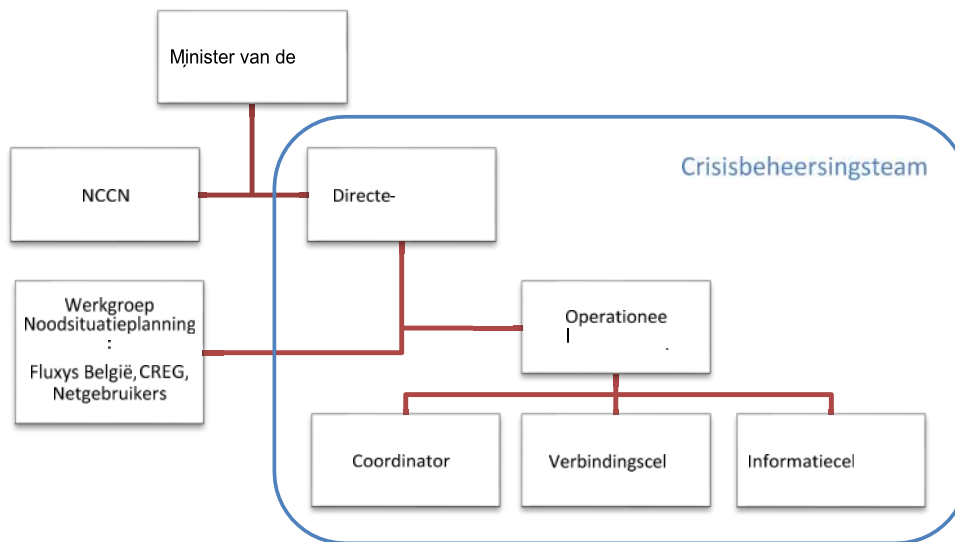 Minister van de
Crisisbeheersingsteam
NCCN
Directe-
Werkgroep
Noodsituatieplanning
:
Fluxys België, CREG,
Netgebruikers
Operationee
l
Coordinator
Verbindingscel
Informatiecel